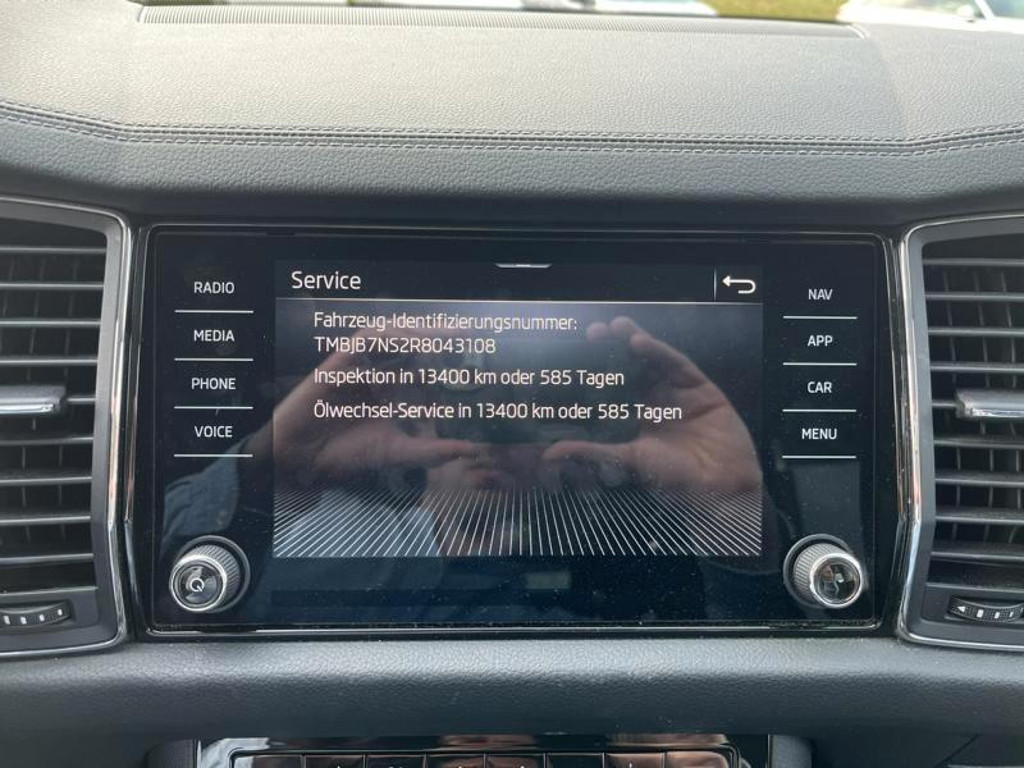 Service
RADIO
MEDIA
PHONE
VOICE
Fahrzeug-Identifizierungsnummer:
TMBJB7NS2R8043108
Inspektion in 13400 km oder 585 Tagen
Ölwechsel-Service in 13400 km oder 585 Tagen
NAV
APP
CAR
MENU